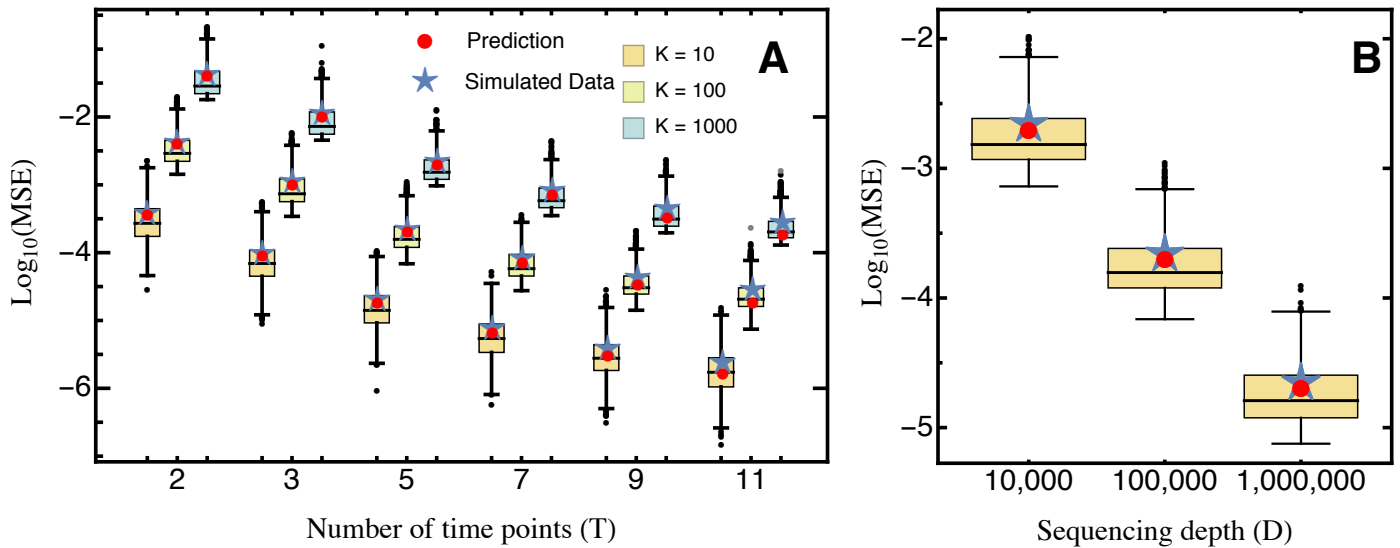 A
Prediction
Simulated Data
K = 10
K = 100
K = 1000
Log10(MSE)
−2
−4
−6
2 3 5 7 9 11
Number of time points (T)
B
Log10(MSE)
−2
−3
−4
−5
10,000 100,000 1,000,000
Sequencing depth (D)